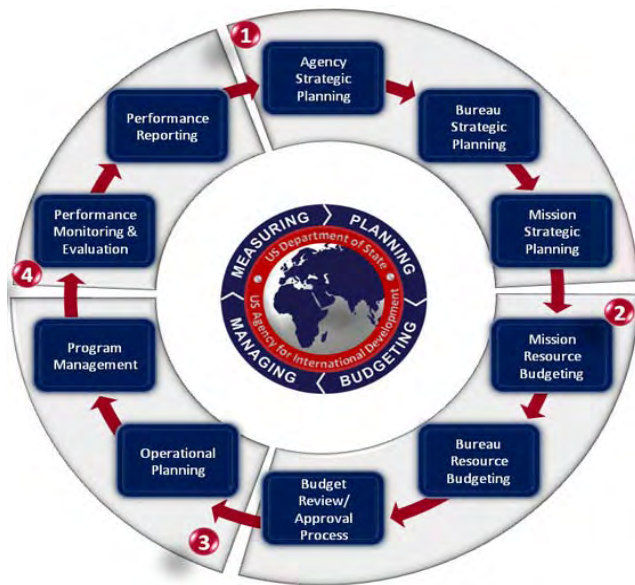 1
Agency
Strategic
Planning
Bureau
Strategic
Planning
Mission
Strategic
Planning
2
Mission
Resource
Budgeting
Bureau
Resource
Budgeting
Budget
Review/
Approval
Process
3
Operational
Planning
Program
Management
4
Performance
Monitoring &
Evaluation
Performance
Reporting
MEASURING
PLANNING
BUDGETING
MANAGING
US Department of State
US Agency for International Development